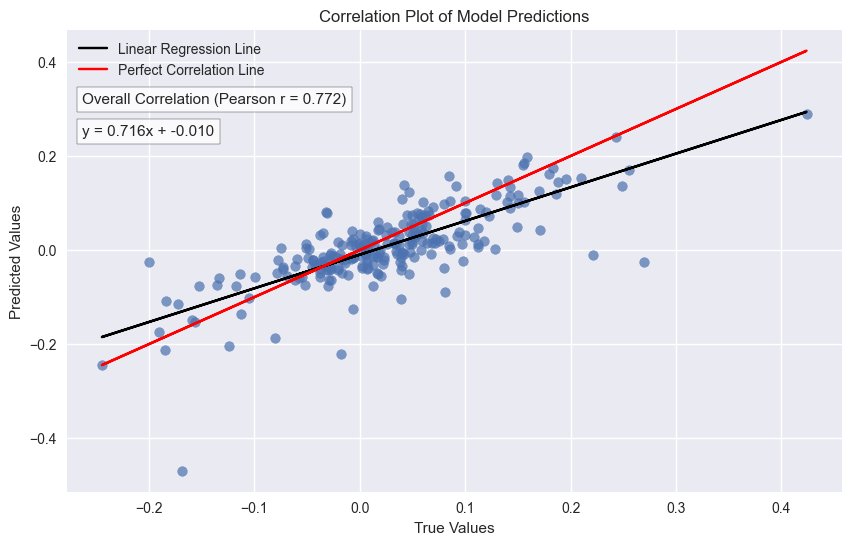 Correlation Plot of Model Predictions
Linear Regression Line
Perfect Correlation Line
Overall Correlation (Pearson r = 0.772)
y = 0.716x + -0.010
0.4
0.2
0.0
−0.2
−0.4
Predicted Values
−0.2
−0.1
0.0
0.1
0.2
0.3
0.4
True Values